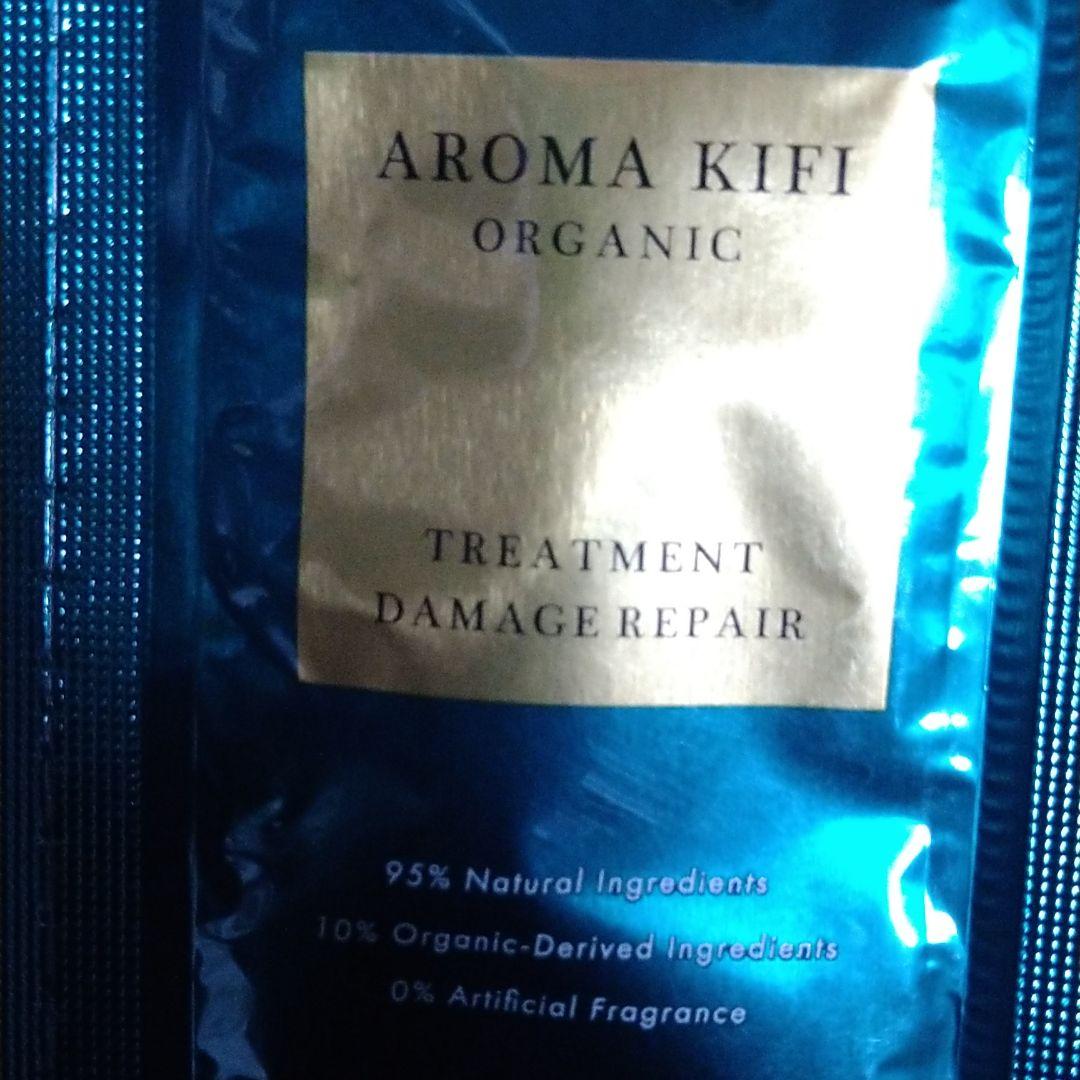 AROMA KIFI
ORGANIC
TREATMENT
DAMAGE REPAIR
95% Natural Ingredients
10% Organic-Derived Ingredients
0% Artificial Fragrance